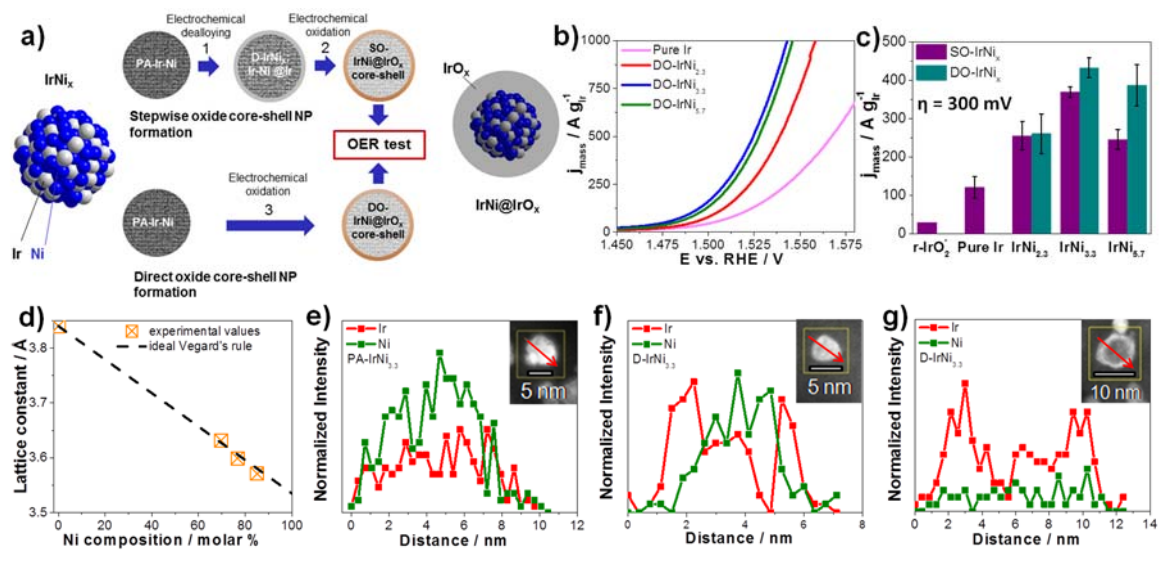 a)
Electrochemical
dealloying
1
Electrochemical
oxidation
2
PA-Ir-Ni
D-IrNiₓ
Ir-Ni @Ir
SO-
IrNi@IrOₓ
core-shell
IrNiₓ
Stepwise oxide core-shell NP
formation
OER test
IrOₓ
IrNi@IrOₓ
Ir Ni
Electrochemical
oxidation
3
PA-Ir-Ni
DO-
IrNi@IrOₓ
core-shell
Direct oxide core-shell NP
formation
b)
1000
750
500
250
0
j_mass / A g⁻¹_Ir
Pure Ir
DO-IrNi₂.₃
DO-IrNi₃.₃
DO-IrNi₅.₇
1.450 1.475 1.500 1.525 1.550 1.575
E vs. RHE / V
c)
500
400
300
200
100
0
j_mass / A g⁻¹_Ir
SO-IrNiₓ
DO-IrNiₓ
η = 300 mV
r-IrO₂ Pure Ir IrNi₂.₃ IrNi₃.₃ IrNi₅.₇
d)
experimental values
ideal Vegard's rule
Lattice constant / Å
3.8
3.7
3.6
3.5
0 20 40 60 80 100
Ni composition / molar %
e)
Ir
Ni
PA-IrNi₃.₃
5 nm
Normalized Intensity
0 2 4 6 8 10
Distance / nm
f)
Ir
Ni
D-IrNi₃.₃
5 nm
Normalized Intensity
0 2 4 6 8
Distance / nm
g)
Ir
Ni
D-IrNi₃.₃
10 nm
Normalized Intensity
0 2 4 6 8 10 12 14
Distance / nm